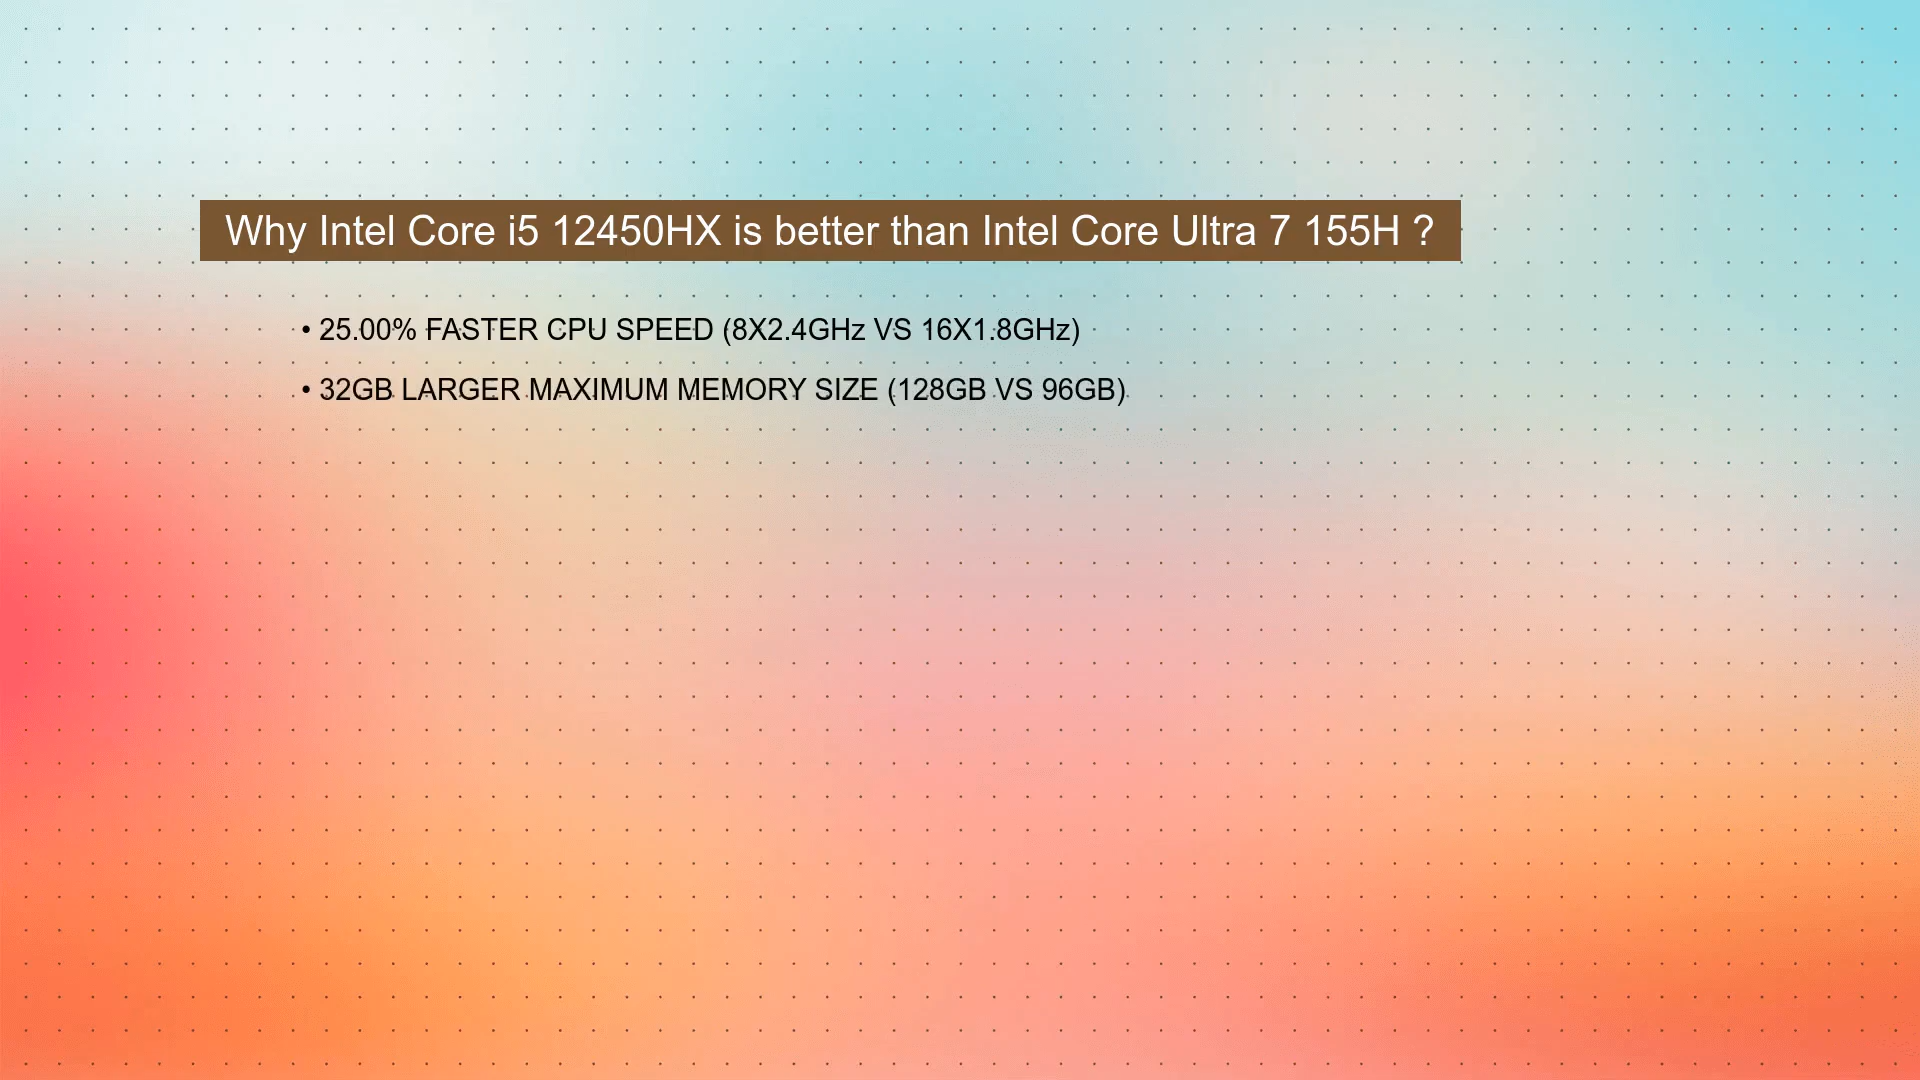 Why Intel Core i5 12450HX is better than Intel Core Ultra 7 155H ?
• 25.00% FASTER CPU SPEED (8X2.4GHz VS 16X1.8GHz)
• 32GB LARGER MAXIMUM MEMORY SIZE (128GB VS 96GB)